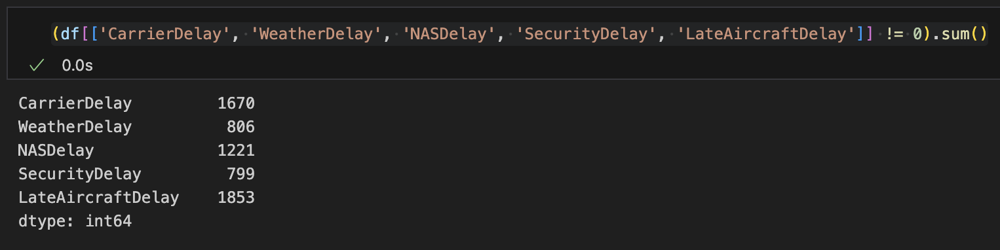 (df[['CarrierDelay', 'WeatherDelay', 'NASDelay', 'SecurityDelay', 'LateAircraftDelay']] != 0).sum()
✓ 0.0s
CarrierDelay 1670
WeatherDelay 806
NASDelay 1221
SecurityDelay 799
LateAircraftDelay 1853
dtype: int64